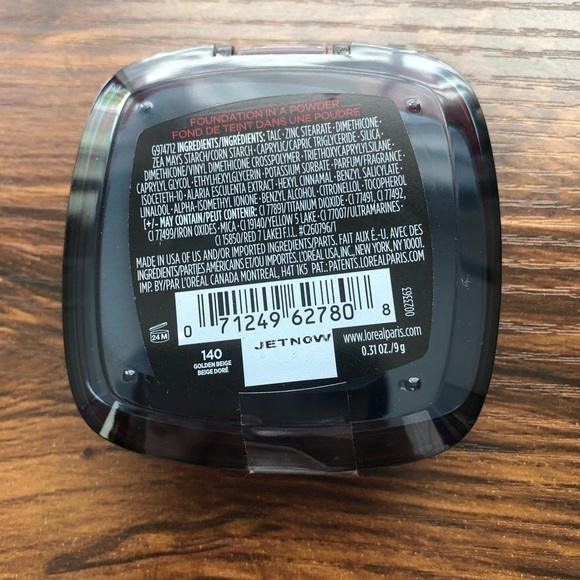 FOUNDATION IN A POWDER
FOND DE TEINT DANS UNE POUDRE
G974712 INGREDIENTS/INGRÉDIENTS: TALC • ZINC STEARATE • DIMETHICONE
ZEA MAYS STARCH/CORN STARCH • CAPRYLIC/CAPRIC TRIGLYCERIDE • SILICA •
DIMETHICONE/VINYL DIMETHICONE CROSSPOLYMER • TRIETHOXYCAPRYLYLSILANE •
CAPRYLYL GLYCOL • ETHYLHEXYLGLYCERIN • POTASSIUM SORBATE • PARFUM/FRAGRANCE •
ISOCETETH-10 • ALARIA ESCULENTA EXTRACT • HEXYL CINNAMAL • BENZYL SALICYLATE •
LINALOOL • ALPHA-ISOMETHYL IONONE • BENZYL ALCOHOL • CITRONELLOL • TOCOPHEROL
[+/- MAY CONTAIN/PEUT CONTENIR: CI 77891/TITANIUM DIOXIDE • CI 77491, CI 77492,
CI 77499/IRON OXIDES • MICA • CI 19140/YELLOW 5 LAKE • CI 77007/ULTRAMARINES •
CI 15850/RED 7 LAKE] F.I.L. #C260796/1
MADE IN USA OF US AND/OR IMPORTED INGREDIENTS/PARTS. FAIT AUX É.-U. AVEC DES
INGRÉDIENTS/PARTIES AMÉRICAINS ET/OU IMPORTÉS. L'ORÉAL USA, INC., NEW YORK, NY 10001.
IMP. BY/PAR L'ORÉAL CANADA MONTREAL, H4T 1K5 PAT.: PATENTS.LOREALPARIS.COM
0 71249 62780 8
0023363
24 M
JETNOW
www.lorealparis.com
0.31 OZ./9 g
140
GOLDEN BEIGE
BEIGE DORÉ